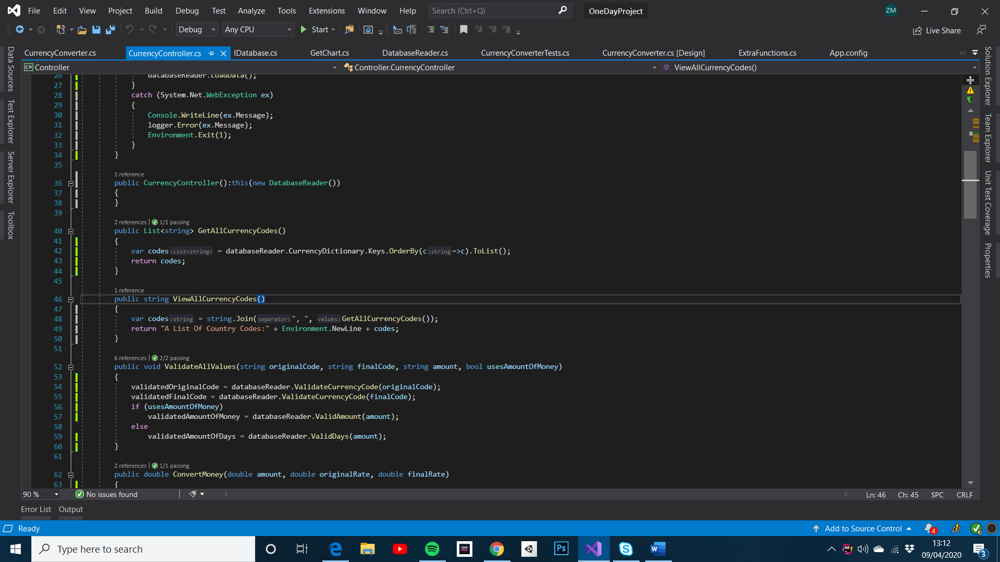 File Edit View Project Build Debug Test Analyze Tools Extensions Window Help Search (Ctrl+Q) OneDayProject ZM
Debug Any CPU Start Live Share
CurrencyConverter.cs CurrencyController.cs IDatabase.cs GetChart.cs DatabaseReader.cs CurrencyConverterTests.cs CurrencyConverter.cs [Design] ExtraFunctions.cs App.config
C# Controller Controller.CurrencyController ViewAllCurrencyCodes()
Data Sources
Test Explorer
Server Explorer
Toolbox
26 databaseReader.LoadData();
27 }
28 catch (System.Net.WebException ex)
29 {
30 Console.WriteLine(ex.Message);
31 logger.Error(ex.Message);
32 Environment.Exit(1);
33 }
34 }
35
1 reference
36 public CurrencyController():this(new DatabaseReader())
37 {
38 }
39
2 references | 1/1 passing
40 public List<string> GetAllCurrencyCodes()
41 {
42 var codes:List<string> = databaseReader.CurrencyDictionary.Keys.OrderBy(c:string=>c).ToList();
43 return codes;
44 }
45
1 reference
46 public string ViewAllCurrencyCodes()
47 {
48 var codes:string = string.Join(separator:", ", values:GetAllCurrencyCodes());
49 return "A List Of Country Codes:" + Environment.NewLine + codes;
50 }
51
6 references | 2/2 passing
52 public void ValidateAllValues(string originalCode, string finalCode, string amount, bool usesAmountOfMoney)
53 {
54 validatedOriginalCode = databaseReader.ValidateCurrencyCode(originalCode);
55 validatedFinalCode = databaseReader.ValidateCurrencyCode(finalCode);
56 if (usesAmountOfMoney)
57 validatedAmountOfMoney = databaseReader.ValidAmount(amount);
58 else
59 validatedAmountOfDays = databaseReader.ValidDays(amount);
60 }
61
2 references | 1/1 passing
62 public double ConvertMoney(double amount, double originalRate, double finalRate)
63 {
Solution Explorer
Team Explorer
Unit Test Coverage
Properties
90 % No issues found Ln: 46 Ch: 45 SPC CRLF
Error List Output
Ready Add to Source Control 4
Type here to search Ps 13:12
09/04/2020 3